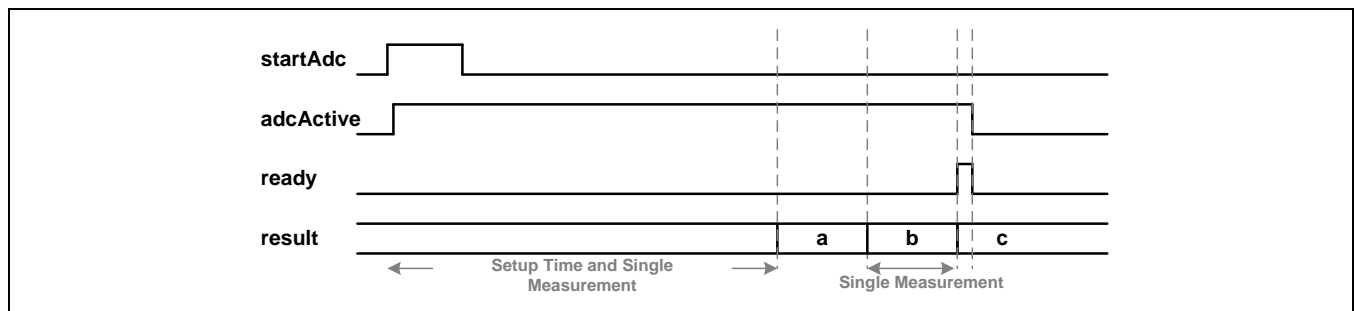 startAdc
adcActive
ready
result
a
b
c
Setup Time and Single
Measurement
Single Measurement